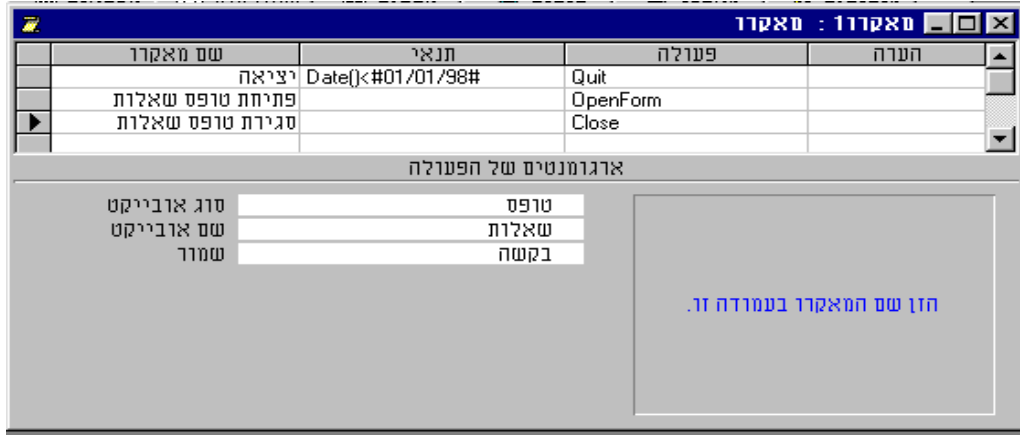 מאקרו1 : מאקרו
שם מאקרו תנאי פעולה הערה
יציאה Date()<#01/01/98# Quit
פתיחת טופס שאלות OpenForm
סגירת טופס שאלות Close
ארגומנטים של הפעולה
סוג אובייקט טופס
שם אובייקט שאלות
שמור בקשה
הזן שם המאקרו בעמודה זו.